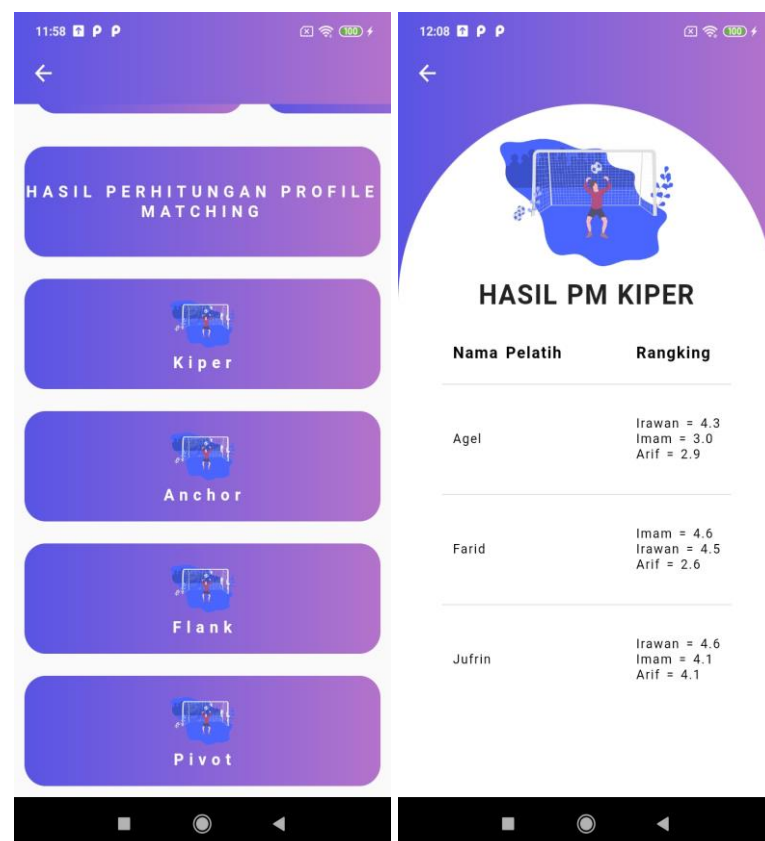 11:58
100
HASIL PERHITUNGAN PROFILE
MATCHING
Kiper
Anchor
Flank
Pivot
12:08
100
HASIL PM KIPER
Nama Pelatih Rangking
Agel
Irawan = 4.3
Imam = 3.0
Arif = 2.9
Farid
Imam = 4.6
Irawan = 4.5
Arif = 2.6
Jufrin
Irawan = 4.6
Imam = 4.1
Arif = 4.1